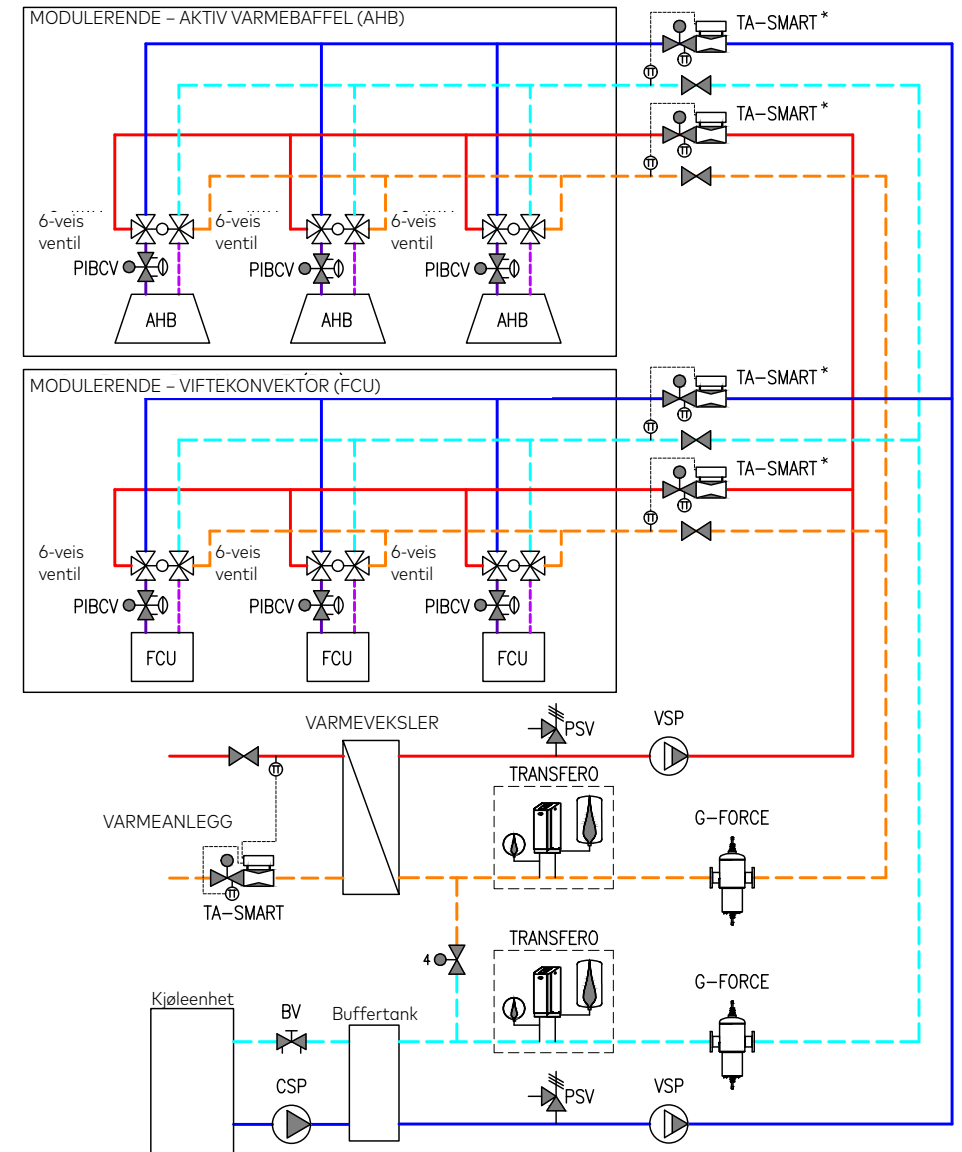 MODULERENDE – AKTIV VARMEBAFFEL (AHB)
TA-SMART *
TA-SMART *
6-veis
ventil
6-veis
ventil
6-veis
ventil
PIBCV
PIBCV
PIBCV
AHB
AHB
AHB
MODULERENDE – VIFTEKONVEKTOR (FCU)
TA-SMART *
TA-SMART *
6-veis
ventil
6-veis
ventil
6-veis
ventil
PIBCV
PIBCV
PIBCV
FCU
FCU
FCU
VARMEVEKSLER
PSV
VSP
TRANSFERO
G-FORCE
VARMEANLEGG
TA-SMART
TRANSFERO
4
G-FORCE
Kjøleenhet
BV
Buffertank
CSP
PSV
VSP